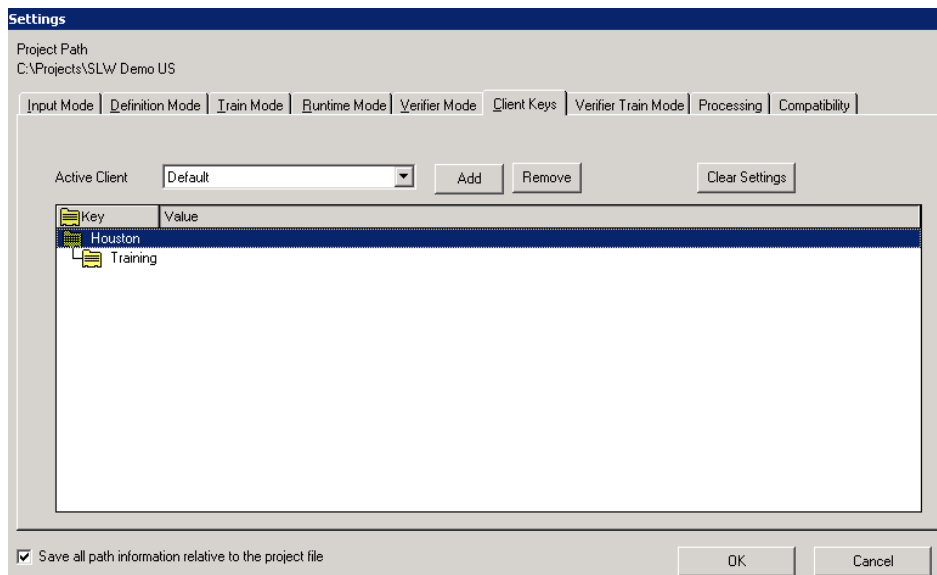 Settings
Project Path
C:\Projects\SLW Demo US
Input Mode Definition Mode Train Mode Runtime Mode Verifier Mode Client Keys Verifier Train Mode Processing Compatibility
Active Client Default Add Remove Clear Settings
Key Value
Houston
Training
Save all path information relative to the project file OK Cancel